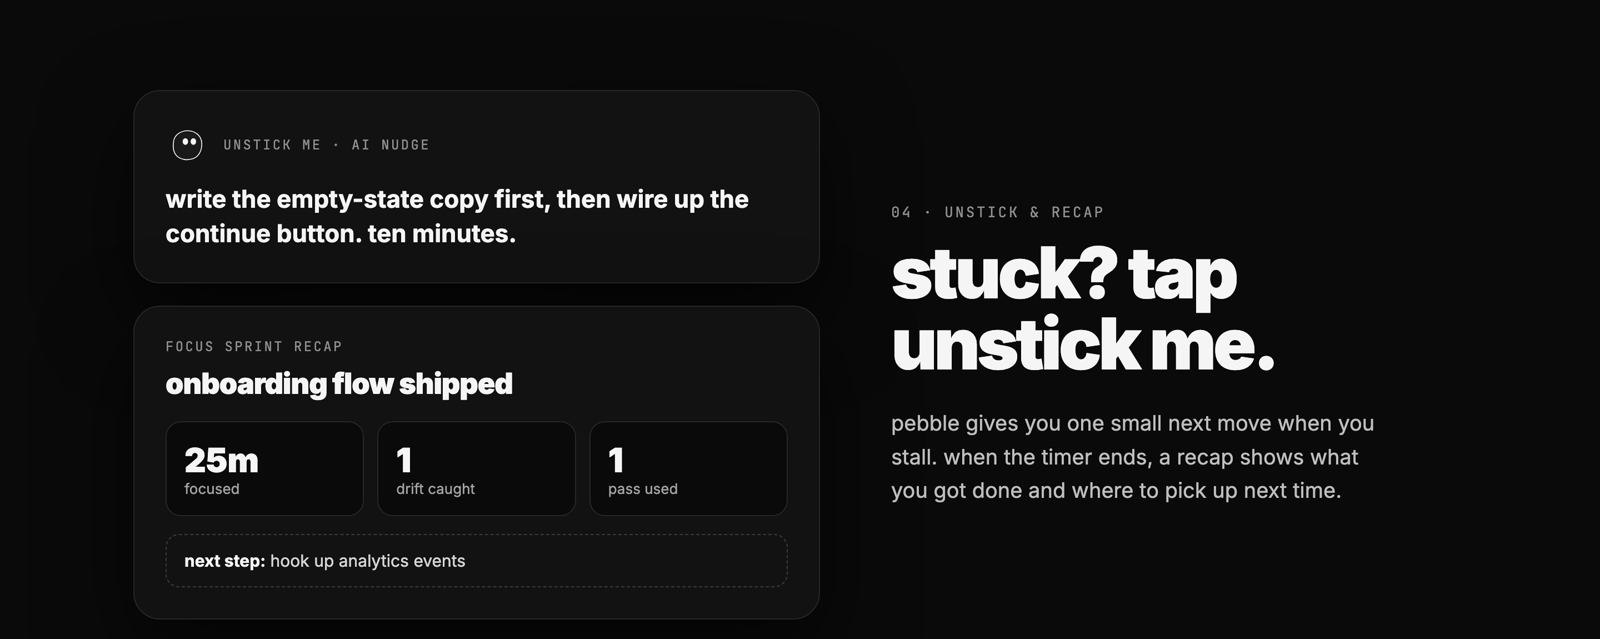 UNSTICK ME · AI NUDGE
write the empty-state copy first, then wire up the
continue button. ten minutes.
FOCUS SPRINT RECAP
onboarding flow shipped
25m
focused
1
drift caught
1
pass used
next step: hook up analytics events
04 · UNSTICK & RECAP
stuck? tap
unstick me.
pebble gives you one small next move when you
stall. when the timer ends, a recap shows what
you got done and where to pick up next time.